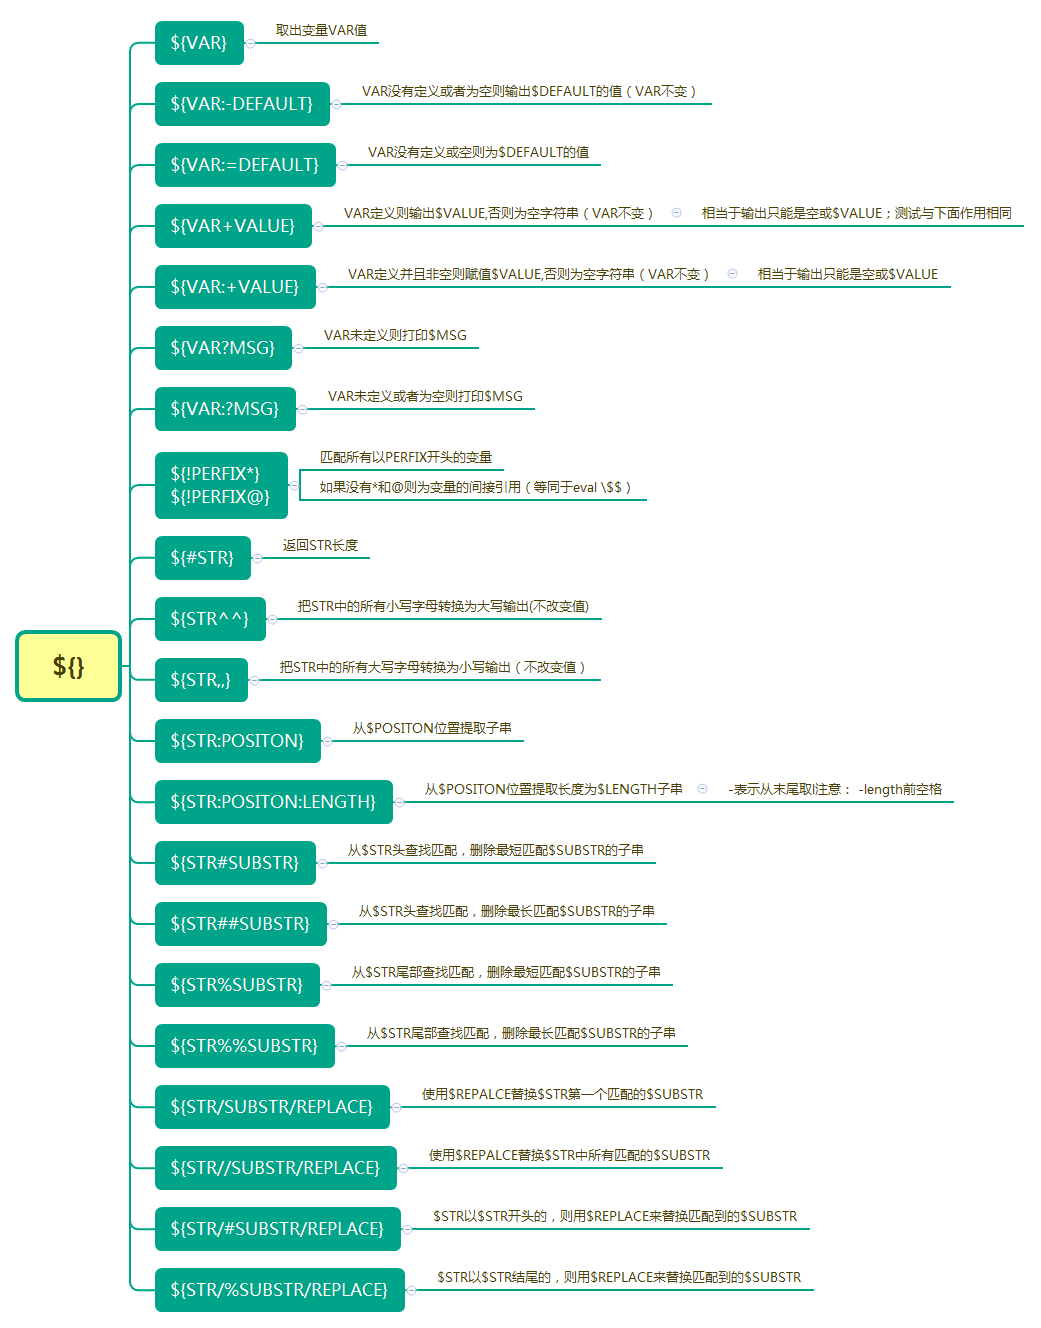 ${}
${VAR}
取出变量VAR值
${VAR:-DEFAULT}
VAR没有定义或者为空则输出$DEFAULT的值（VAR不变）
${VAR:=DEFAULT}
VAR没有定义或空则为$DEFAULT的值
${VAR+VALUE}
VAR定义则输出$VALUE,否则为空字符串（VAR不变）
相当于输出只能是空或$VALUE；测试与下面作用相同
${VAR:+VALUE}
VAR定义并且非空则赋值$VALUE,否则为空字符串（VAR不变）
相当于输出只能是空或$VALUE
${VAR?MSG}
VAR未定义则打印$MSG
${VAR:?MSG}
VAR未定义或者为空则打印$MSG
${!PERFIX*}
${!PERFIX@}
匹配所有以PERFIX开头的变量
如果没有*和@则为变量的间接引用（等同于eval \$$）
${#STR}
返回STR长度
${STR^^}
把STR中的所有小写字母转换为大写输出(不改变值)
${STR,,}
把STR中的所有大写字母转换为小写输出（不改变值）
${STR:POSITON}
从$POSITON位置提取子串
${STR:POSITON:LENGTH}
从$POSITON位置提取长度为$LENGTH子串
-表示从末尾取l注意： -length前空格
${STR#SUBSTR}
从$STR头查找匹配，删除最短匹配$SUBSTR的子串
${STR##SUBSTR}
从$STR头查找匹配，删除最长匹配$SUBSTR的子串
${STR%SUBSTR}
从$STR尾部查找匹配，删除最短匹配$SUBSTR的子串
${STR%%SUBSTR}
从$STR尾部查找匹配，删除最长匹配$SUBSTR的子串
${STR/SUBSTR/REPLACE}
使用$REPALCE替换$STR第一个匹配的$SUBSTR
${STR//SUBSTR/REPLACE}
使用$REPALCE替换$STR中所有匹配的$SUBSTR
${STR/#SUBSTR/REPLACE}
$STR以$STR开头的，则用$REPLACE来替换匹配到的$SUBSTR
${STR/%SUBSTR/REPLACE}
$STR以$STR结尾的，则用$REPLACE来替换匹配到的$SUBSTR